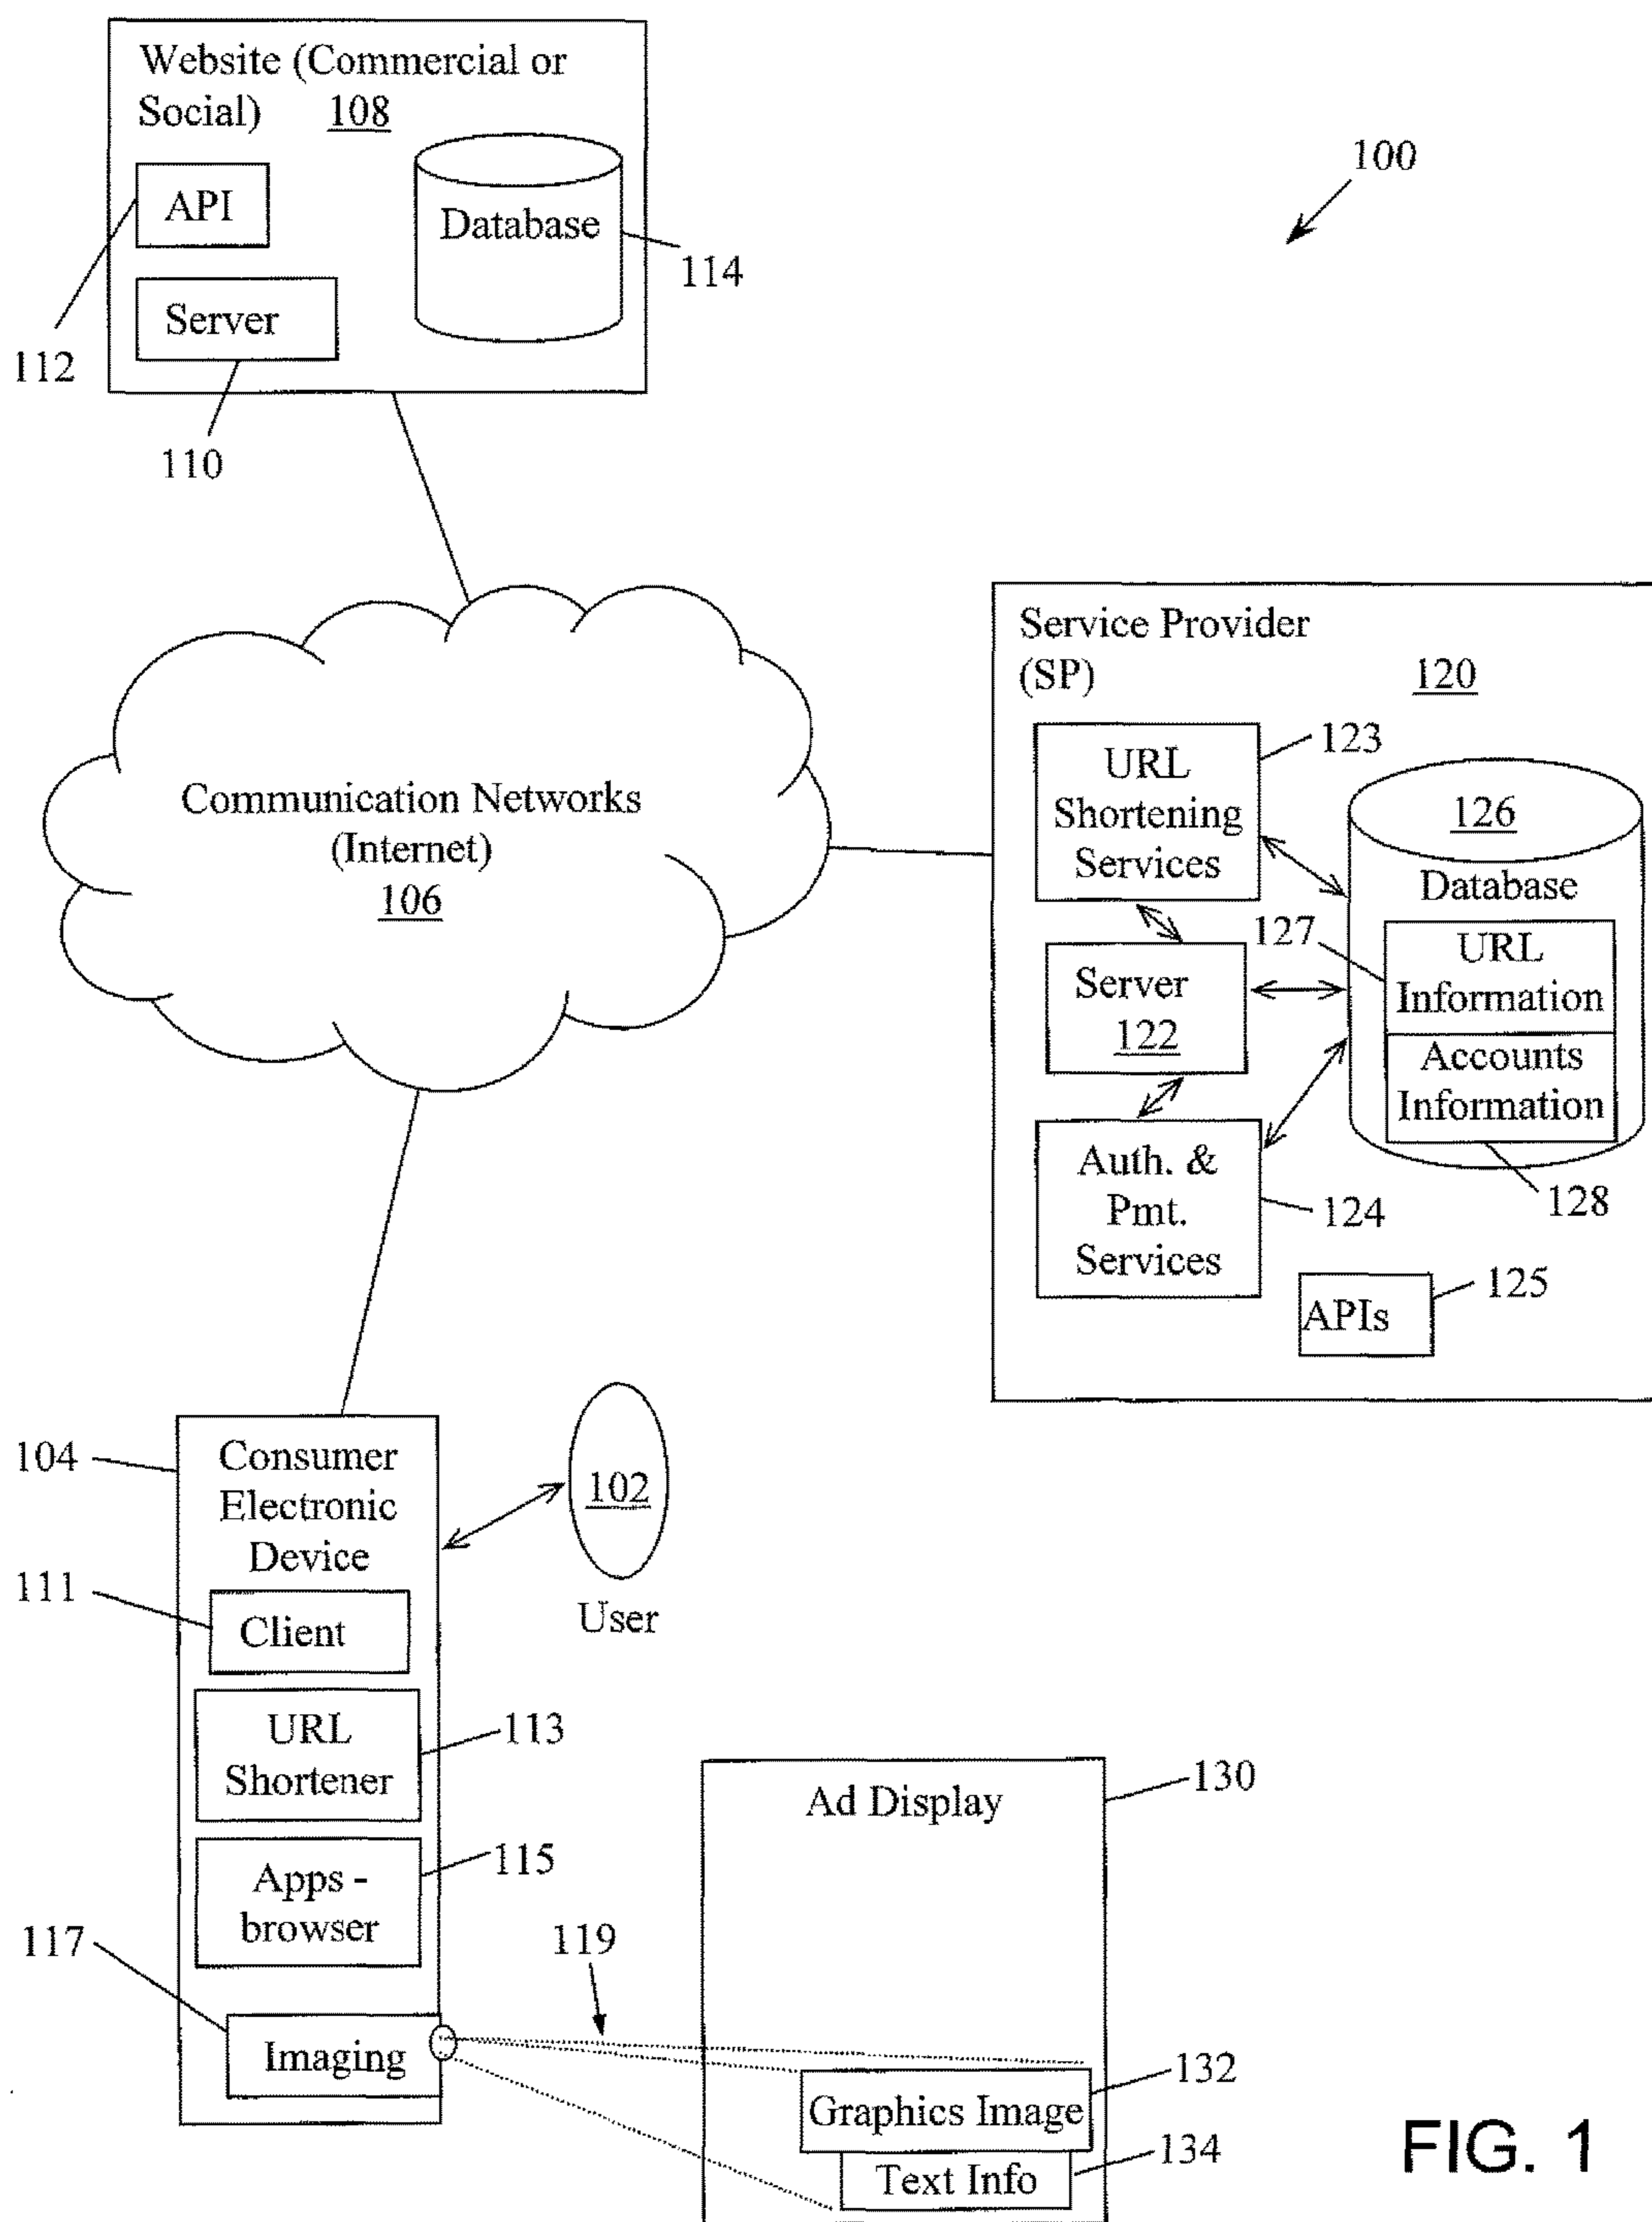 Website (Commercial or
Social) 108
API
Database
Server
112
110
114
100
Communication Networks
(Internet)
106
Service Provider
(SP)
120
URL
Shortening
Services
123
126
Database
127
URL
Information
Server
122
Accounts
Information
Auth. &
Pmt.
Services
124
128
APIs
125
104
Consumer
Electronic
Device
102
User
111
Client
URL
Shortener
113
Apps -
browser
115
117
Imaging
119
Ad Display
130
Graphics Image
132
Text Info
134
FIG. 1